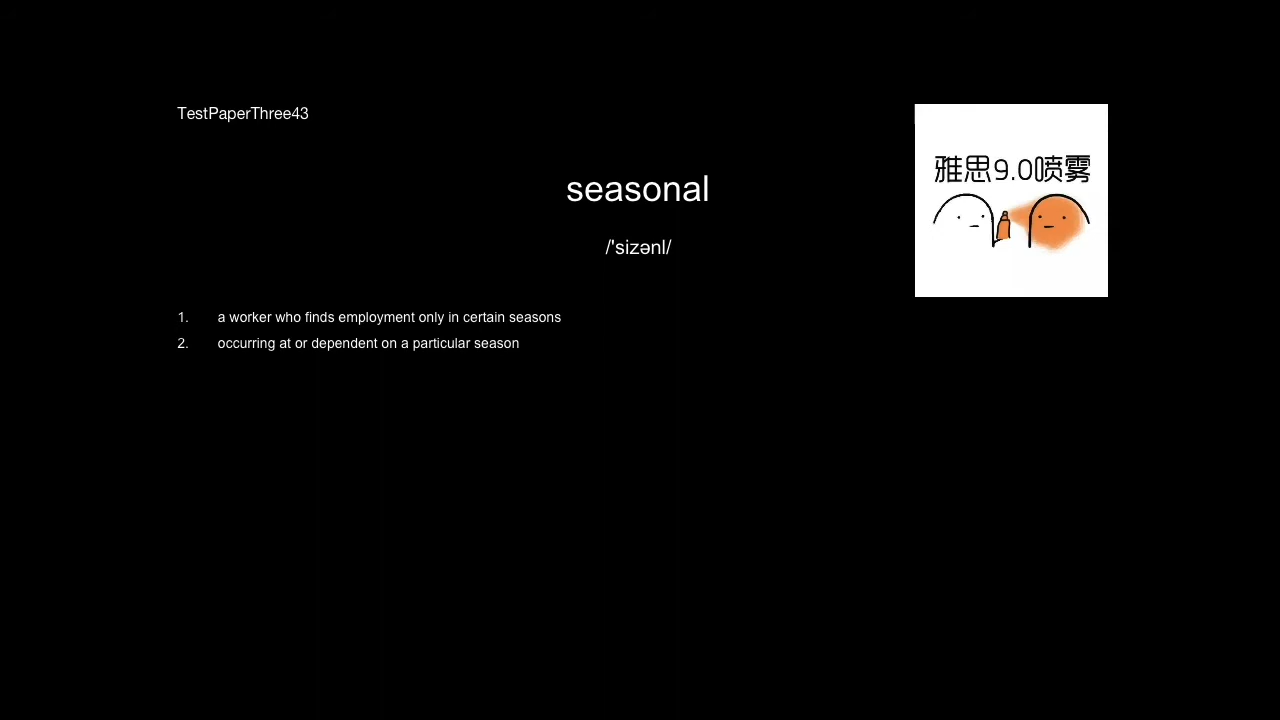 TestPaperThree43
雅思9.0喷雾
seasonal
/'sizənl/
1. a worker who finds employment only in certain seasons
2. occurring at or dependent on a particular season